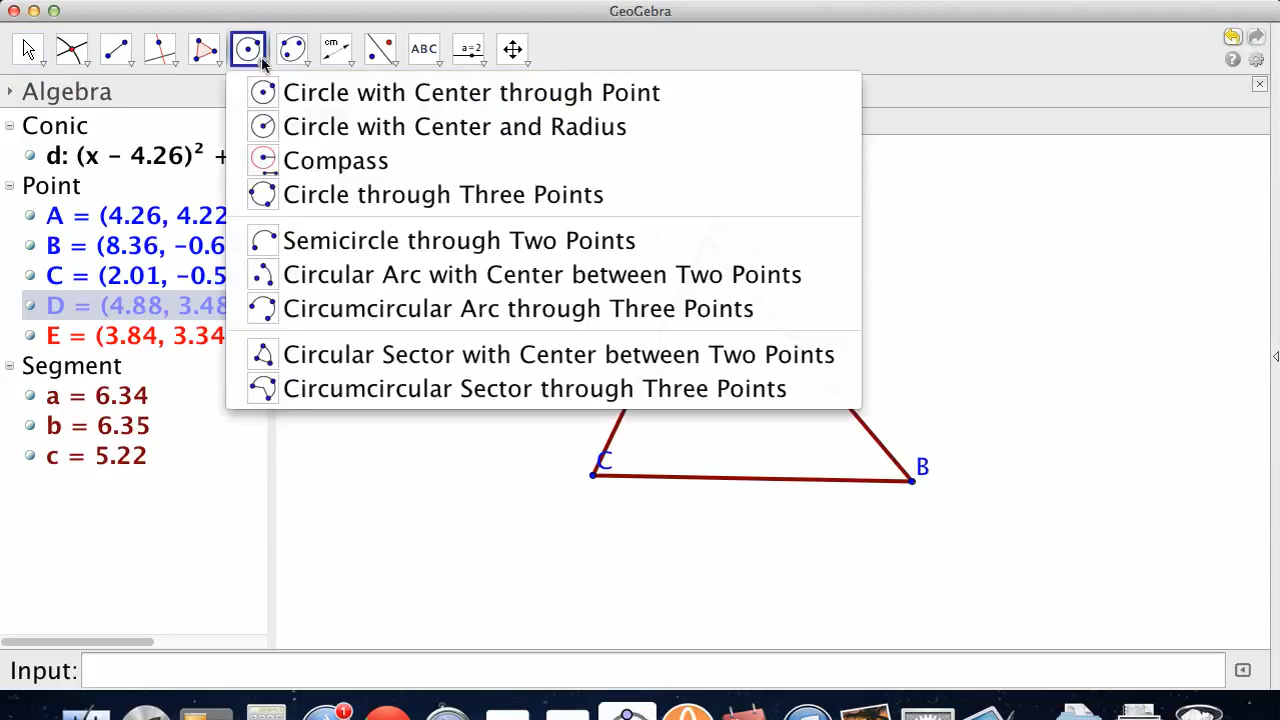 GeoGebra
cm
ABC
a=2
Algebra
Circle with Center through Point
Circle with Center and Radius
Compass
Circle through Three Points
Semicircle through Two Points
Circular Arc with Center between Two Points
Circumcircular Arc through Three Points
Circular Sector with Center between Two Points
Circumcircular Sector through Three Points
Conic
d: (x – 4.26)² +
Point
A = (4.26, 4.22
B = (8.36, -0.6
C = (2.01, -0.5
D = (4.88, 3.48
E = (3.84, 3.34
Segment
a = 6.34
b = 6.35
c = 5.22
C
B
Input:
1